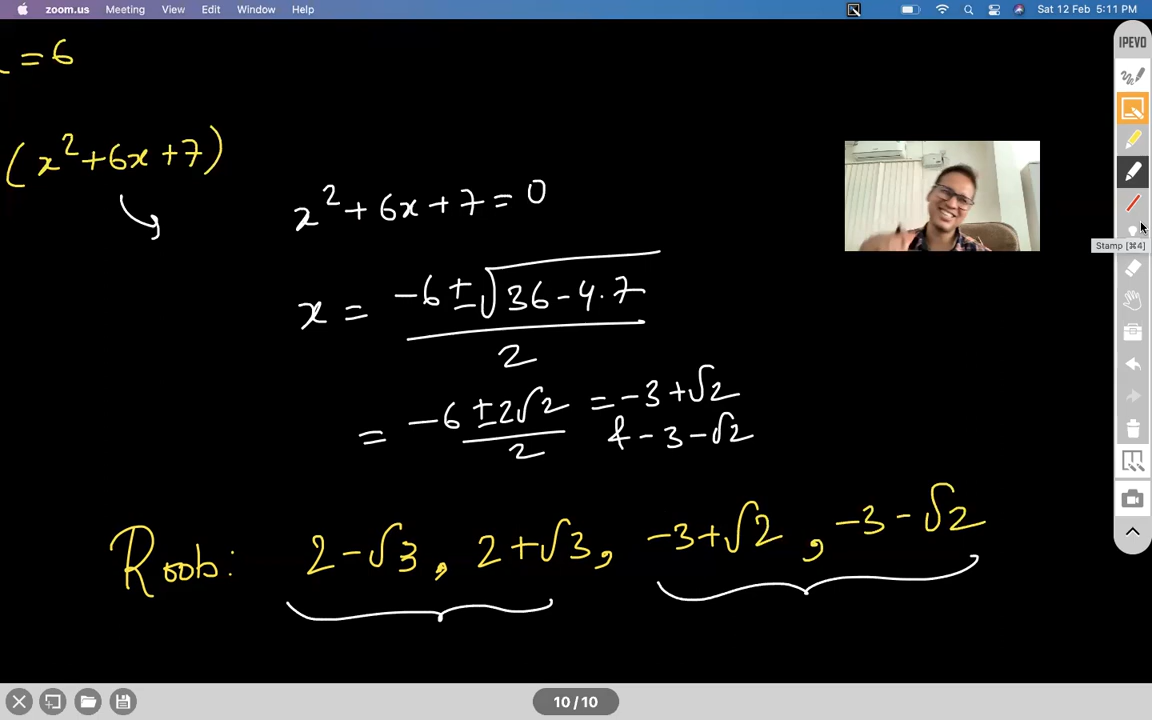 zoom.us Meeting View Edit Window Help Sat 12 Feb 5:11 PM
IPEVO
= 6
(x²+6x+7)
x²+6x+7=0
x = (-6±√(36-4·7))/2
Stamp [⌘4]
= (-6±2√2)/2 = -3+√2
& -3-√2
Roots: 2-√3, 2+√3, -3+√2, -3-√2
10/10